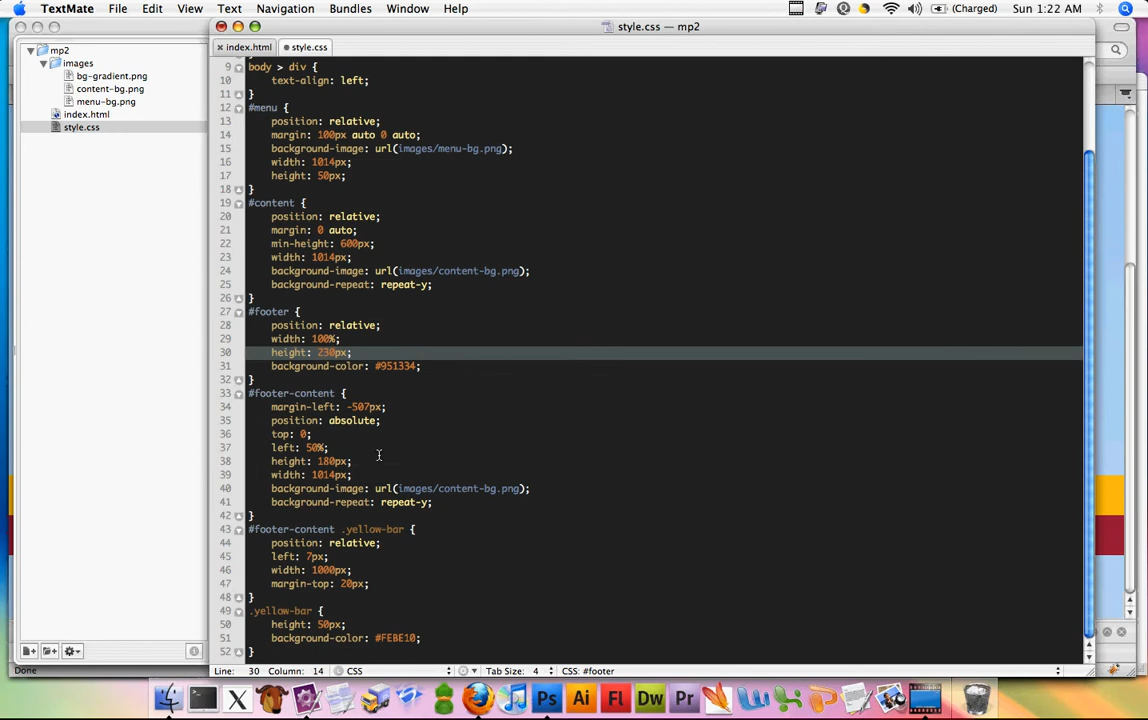 TextMate File Edit View Text Navigation Bundles Window Help (Charged) Sun 1:22 AM
style.css — mp2
index.html style.css
mp2
images
bg-gradient.png
content-bg.png
menu-bg.png
index.html
style.css
9 body > div {
10 text-align: left;
11 }
12 #menu {
13 position: relative;
14 margin: 100px auto 0 auto;
15 background-image: url(images/menu-bg.png);
16 width: 1014px;
17 height: 50px;
18 }
19 #content {
20 position: relative;
21 margin: 0 auto;
22 min-height: 600px;
23 width: 1014px;
24 background-image: url(images/content-bg.png);
25 background-repeat: repeat-y;
26 }
27 #footer {
28 position: relative;
29 width: 100%;
30 height: 230px;
31 background-color: #951334;
32 }
33 #footer-content {
34 margin-left: -507px;
35 position: absolute;
36 top: 0;
37 left: 50%;
38 height: 180px;
39 width: 1014px;
40 background-image: url(images/content-bg.png);
41 background-repeat: repeat-y;
42 }
43 #footer-content .yellow-bar {
44 position: relative;
45 left: 7px;
46 width: 1000px;
47 margin-top: 20px;
48 }
49 .yellow-bar {
50 height: 50px;
51 background-color: #FEBE10;
52 }
Line: 30 Column: 14 CSS Tab Size: 4 CSS: #footer
Done
X Ps Ai Fl Dw Pr